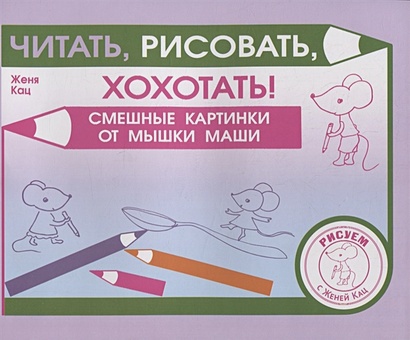 ЧИТАТЬ, РИСОВАТЬ,
Женя
Кац
ХОХОТАТЬ!
СМЕШНЫЕ КАРТИНКИ
ОТ МЫШКИ МАШИ
РИСУЕМ
с ЖЕНЕЙ КАЦ